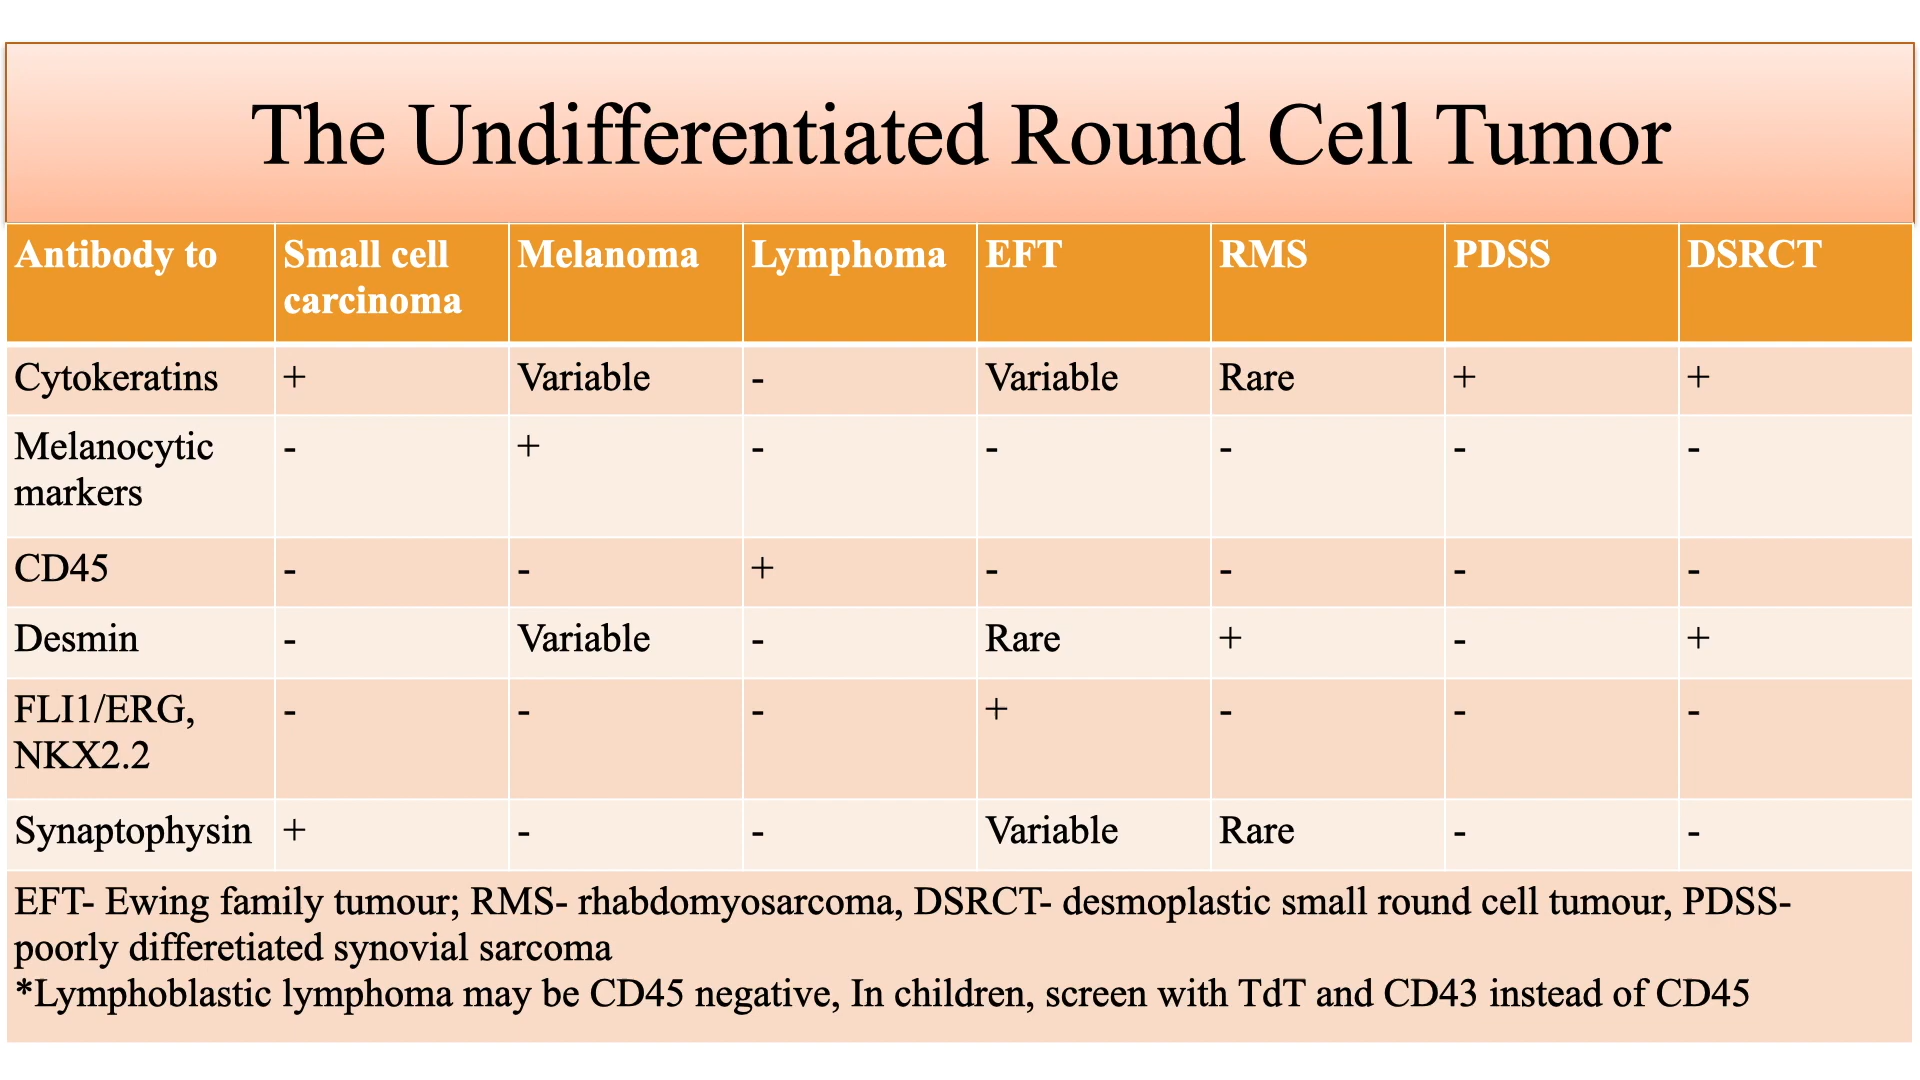 The Undifferentiated Round Cell Tumor
Antibody to Small cell carcinoma Melanoma Lymphoma EFT RMS PDSS DSRCT
Cytokeratins + Variable - Variable Rare + +
Melanocytic markers - + - - - - -
CD45 - - + - - - -
Desmin - Variable - Rare + - +
FLI1/ERG, NKX2.2 - - - + - - -
Synaptophysin + - - Variable Rare - -
EFT- Ewing family tumour; RMS- rhabdomyosarcoma, DSRCT- desmoplastic small round cell tumour, PDSS-
poorly differetiated synovial sarcoma
*Lymphoblastic lymphoma may be CD45 negative, In children, screen with TdT and CD43 instead of CD45